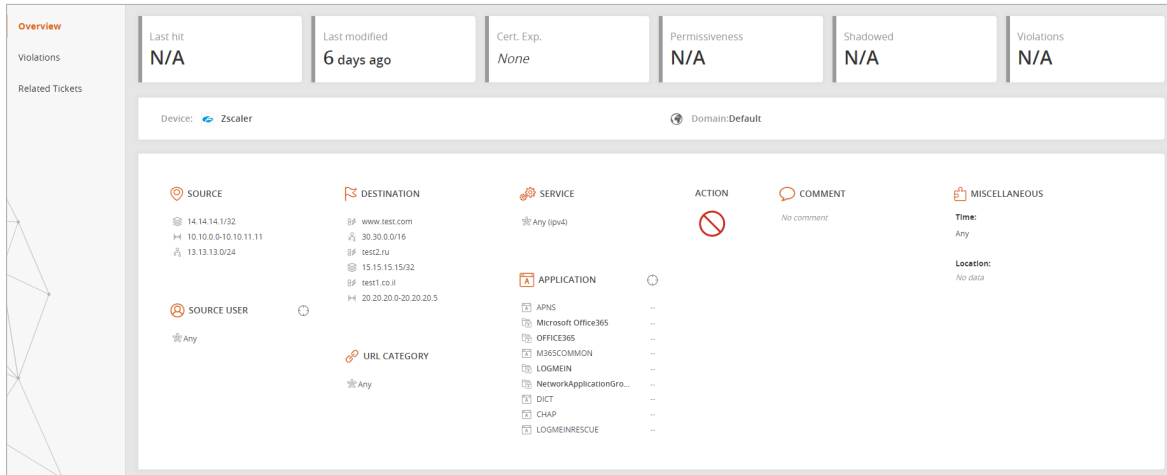 Overview
Violations
Related Tickets
Last hit
N/A
Last modified
6 days ago
Cert. Exp.
None
Permissiveness
N/A
Shadowed
N/A
Violations
N/A
Device: Zscaler
Domain:Default
SOURCE
14.14.14.1/32
10.10.0.0-10.10.11.11
13.13.13.0/24
SOURCE USER
Any
DESTINATION
www.test.com
30.30.0.0/16
test2.ru
15.15.15.15/32
test1.co.il
20.20.20.0-20.20.20.5
URL CATEGORY
Any
SERVICE
Any (ipv4)
APPLICATION
APNS --
Microsoft Office365 --
OFFICE365 --
M365COMMON --
LOGMEIN --
NetworkApplicationGro... --
DICT --
CHAP --
LOGMEINRESCUE --
ACTION
COMMENT
No comment
MISCELLANEOUS
Time:
Any
Location:
No data